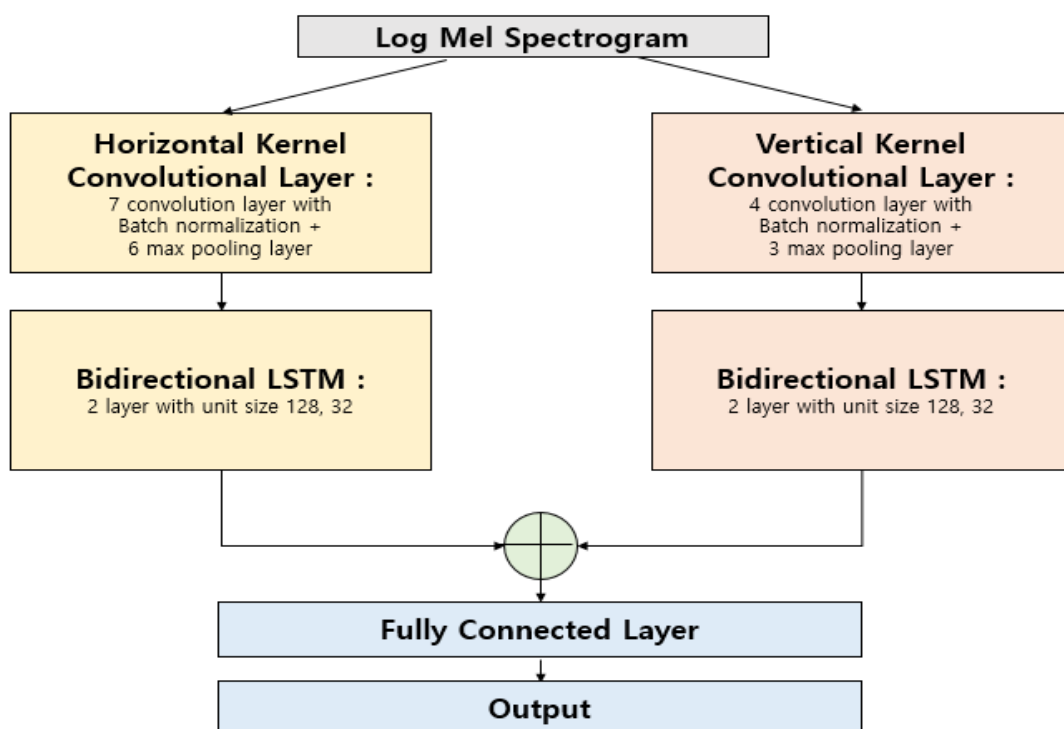 Log Mel Spectrogram
Horizontal Kernel
Convolutional Layer :
7 convolution layer with
Batch normalization +
6 max pooling layer
Vertical Kernel
Convolutional Layer :
4 convolution layer with
Batch normalization +
3 max pooling layer
Bidirectional LSTM :
2 layer with unit size 128, 32
Bidirectional LSTM :
2 layer with unit size 128, 32
Fully Connected Layer
Output